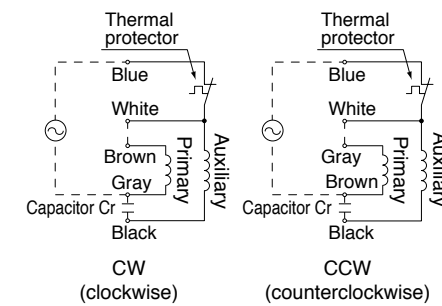 Thermal
protector
Blue
White
Brown
Primary
Auxiliary
Gray
Capacitor Cr
Black
CW
(clockwise)
Thermal
protector
Blue
White
Gray
Primary
Auxiliary
Brown
Capacitor Cr
Black
CCW
(counterclockwise)